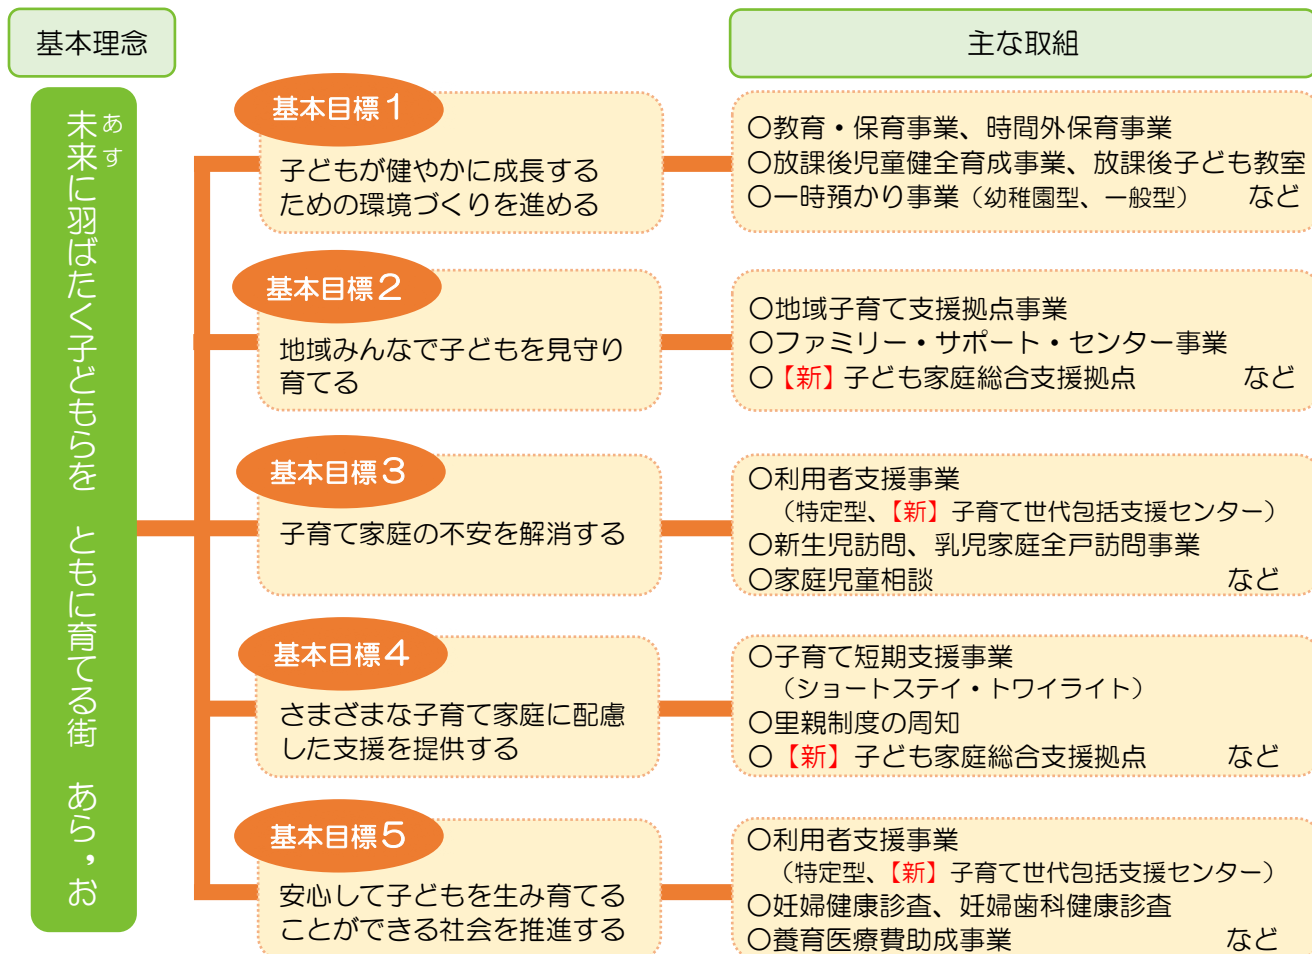 基本理念
主な取組
あす
未来に羽ばたく子どもらを　ともに育てる街　あら,お
基本目標1
子どもが健やかに成長する
ための環境づくりを進める
〇教育・保育事業、時間外保育事業
〇放課後児童健全育成事業、放課後子ども教室
〇一時預かり事業（幼稚園型、一般型）　など
基本目標2
地域みんなで子どもを見守り
育てる
〇地域子育て支援拠点事業
〇ファミリー・サポート・センター事業
〇【新】子ども家庭総合支援拠点　など
基本目標3
子育て家庭の不安を解消する
〇利用者支援事業
（特定型、【新】子育て世代包括支援センター）
〇新生児訪問、乳児家庭全戸訪問事業
〇家庭児童相談　など
基本目標4
さまざまな子育て家庭に配慮
した支援を提供する
〇子育て短期支援事業
（ショートステイ・トワイライト）
〇里親制度の周知
〇【新】子ども家庭総合支援拠点　など
基本目標5
安心して子どもを生み育てる
ことができる社会を推進する
〇利用者支援事業
（特定型、【新】子育て世代包括支援センター）
〇妊婦健康診査、妊婦歯科健康診査
〇養育医療費助成事業　など